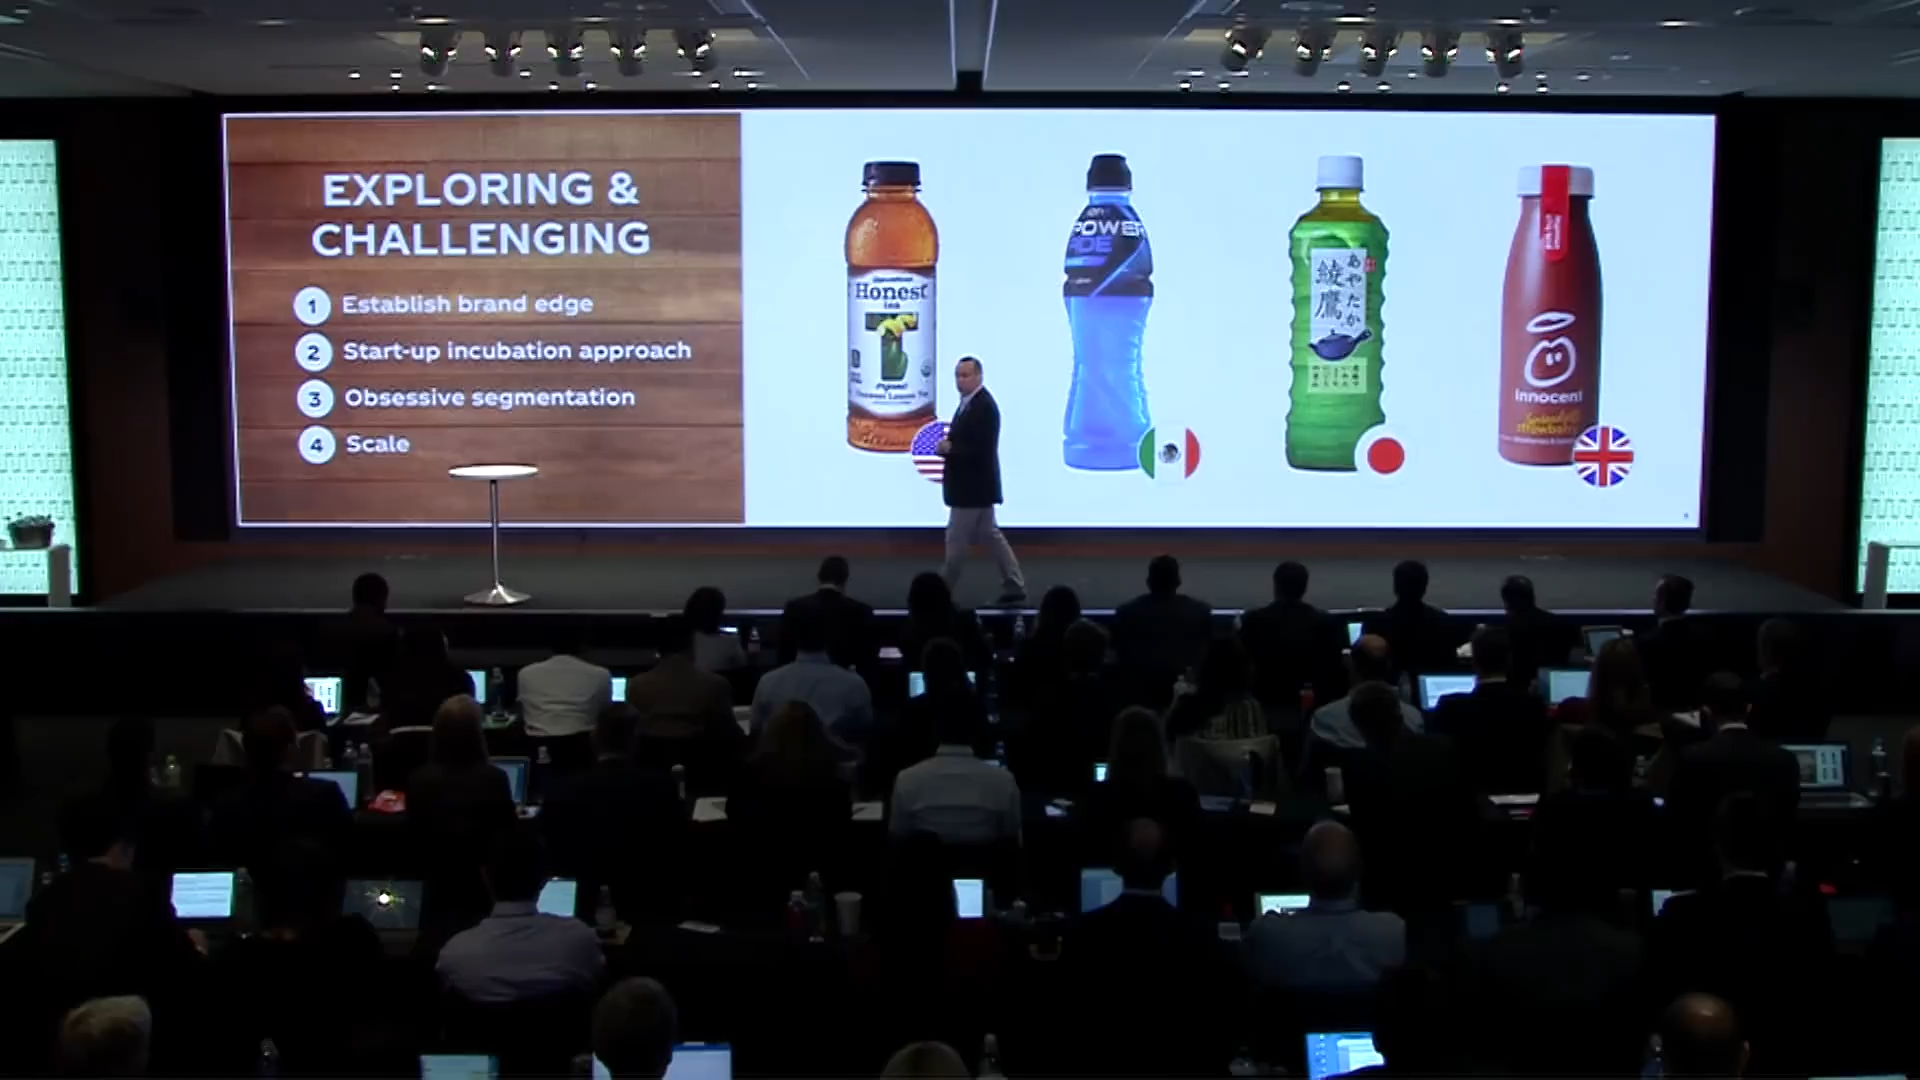 EXPLORING &
CHALLENGING
1 Establish brand edge
2 Start-up incubation approach
3 Obsessive segmentation
4 Scale
Honest
tea
T
POWER
ADE
綾鷹
あやたか
innocent